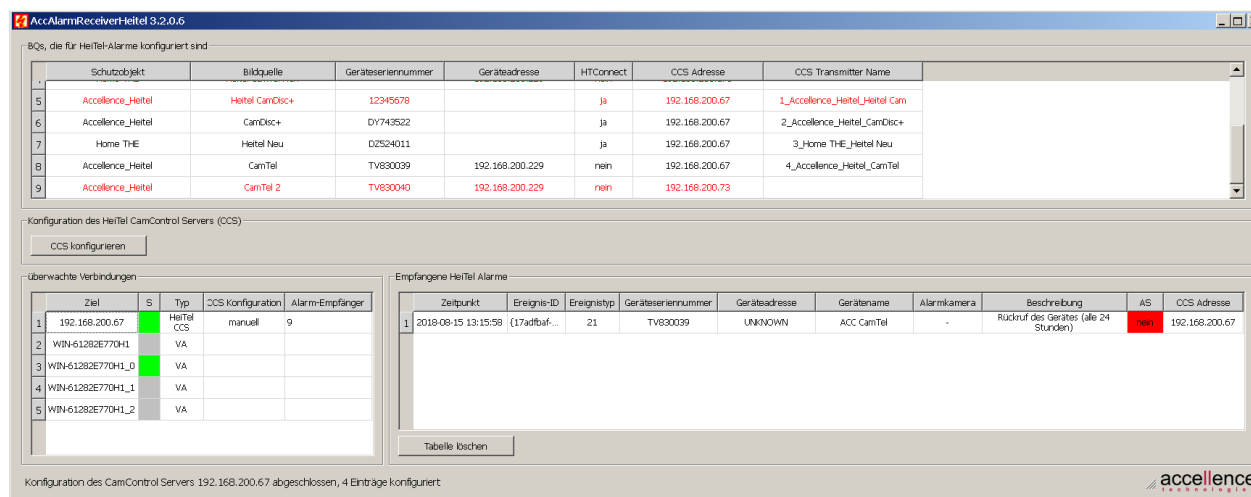 AccAlarmReceiverHeitel 3.2.0.6
BQs, die für HeiTel-Alarme konfiguriert sind
Schutzobjekt Bildquelle Geräteseriennummer Geräteadresse HTConnect CCS Adresse CCS Transmitter Name
5 Accellence_Heitel Heitel CamDisc+ 12345678 ja 192.168.200.67 1_Accellence_Heitel_Heitel Cam
6 Accellence_Heitel CamDisc+ DY743522 ja 192.168.200.67 2_Accellence_Heitel_CamDisc+
7 Home THE Heitel Neu DZ524011 ja 192.168.200.67 3_Home THE_Heitel Neu
8 Accellence_Heitel CamTel TV830039 192.168.200.229 nein 192.168.200.67 4_Accellence_Heitel_CamTel
9 Accellence_Heitel CamTel 2 TV830040 192.168.200.229 nein 192.168.200.73
Konfiguration des HeiTel CamControl Servers (CCS)
CCS konfigurieren
überwachte Verbindungen
Ziel S Typ CCS Konfiguration Alarm-Empfänger
1 192.168.200.67 HeiTel CCS manuell 9
2 WIN-61282E770H1 VA
3 WIN-61282E770H1_0 VA
4 WIN-61282E770H1_1 VA
5 WIN-61282E770H1_2 VA
Empfangene HeiTel Alarme
Zeitpunkt Ereignis-ID Ereignistyp Geräteseriennummer Geräteadresse Gerätename Alarmkamera Beschreibung AS CCS Adresse
1 2018-08-15 13:15:58 {17adfbaf-... 21 TV830039 UNKNOWN ACC CamTel - Rückruf des Gerätes (alle 24 Stunden) nein 192.168.200.67
Tabelle löschen
Konfiguration des CamControl Servers 192.168.200.67 abgeschlossen, 4 Einträge konfiguriert
accellence